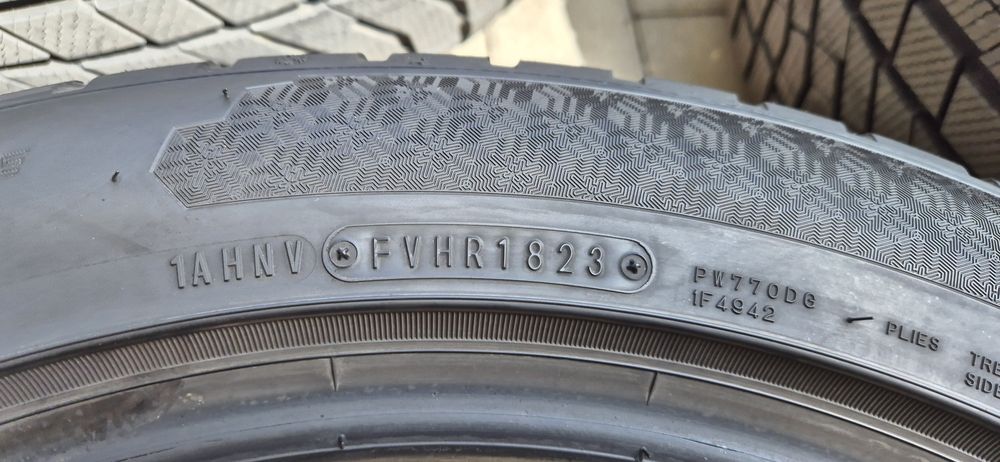 1AHNV FVHR1823
PW770DG
1F4942
PLIES TRE
SIDE